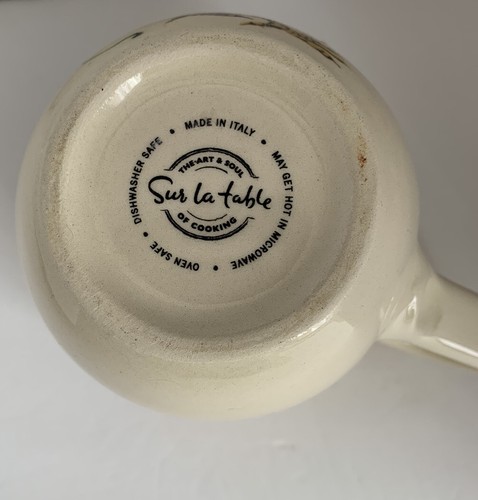 MADE IN ITALY • MAY GET HOT IN MICROWAVE • OVEN SAFE • DISHWASHER SAFE •
THE ART & SOUL
Sur la table
OF COOKING